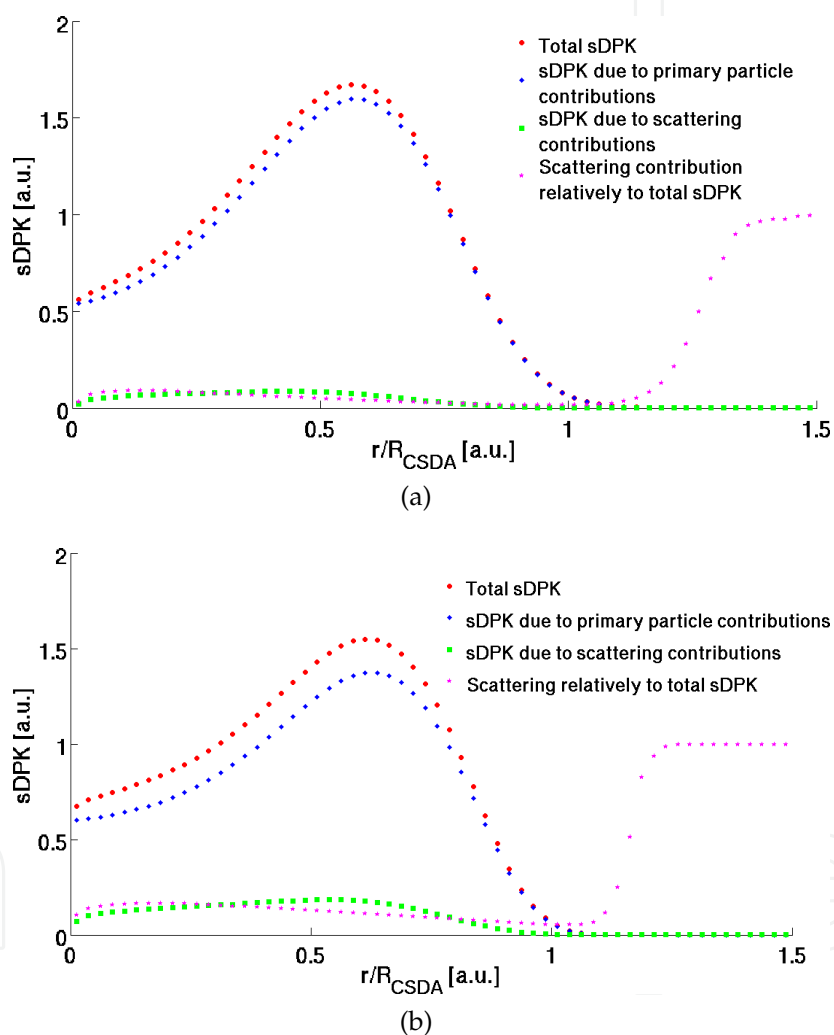 2
1.5
1
0.5
0
sDPK [a.u.]
Total sDPK
sDPK due to primary particle
contributions
sDPK due to scattering
contributions
Scattering contribution
relatively to total sDPK
0
0.5
1
1.5
r/R_CSDA [a.u.]
(a)
2
1.5
1
0.5
0
sDPK [a.u.]
Total sDPK
sDPK due to primary particle contributions
sDPK due to scattering contributions
Scattering relatively to total sDPK
0
0.5
1
1.5
r/R_CSDA [a.u.]
(b)